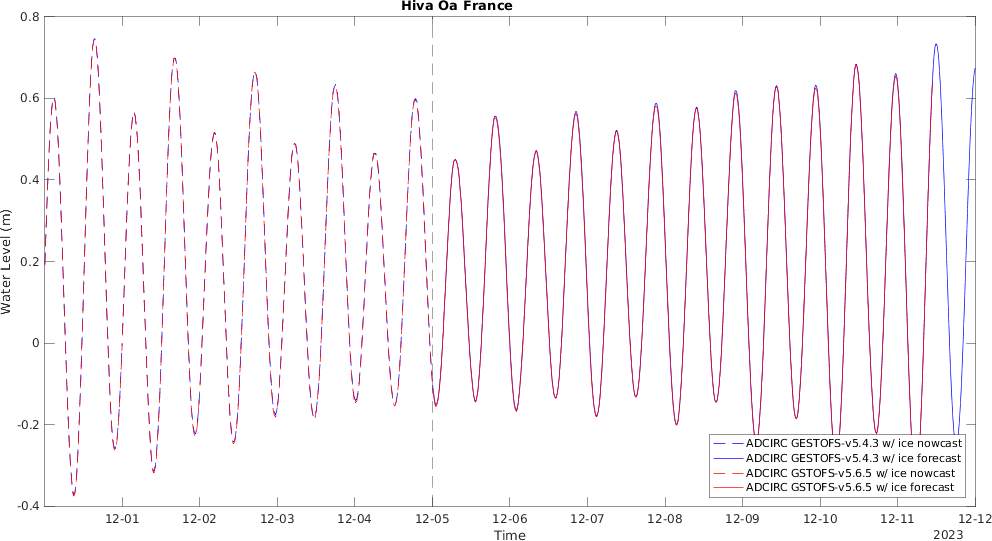 Hiva Oa France
0.8
0.6
0.4
0.2
0
-0.2
-0.4
Water Level (m)
ADCIRC GESTOFS-v5.4.3 w/ ice nowcast
ADCIRC GESTOFS-v5.4.3 w/ ice forecast
ADCIRC GSTOFS-v5.6.5 w/ ice nowcast
ADCIRC GSTOFS-v5.6.5 w/ ice forecast
12-01 12-02 12-03 12-04 12-05 12-06 12-07 12-08 12-09 12-10 12-11 12-12
Time
2023